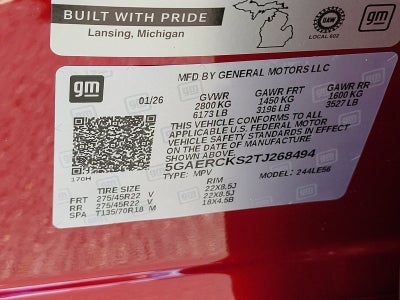 BUILT WITH PRIDE
Lansing, Michigan
UAW
LOCAL 602
gm
gm
MFD BY GENERAL MOTORS LLC
01/26
GVWR GAWR FRT GAWR RR
2800 KG 1450 KG 1600 KG
6173 LB 3196 LB 3527 LB
THIS VEHICLE CONFORMS TO ALL
APPLICABLE U.S. FEDERAL MOTOR
VEHICLE SAFETY STANDARDS IN EFFECT
ON THE DATE OF MANUFACTURE
SHOWN ABOVE.
5GAERCKS2TJ268494
170H
TYPE: MPV MODEL: 244LE56
TIRE SIZE RIM
FRT 275/45R22 V 22X8.5J
RR 275/45R22 V 22X8.5J
SPA T135/70R18 M 18X4.5B